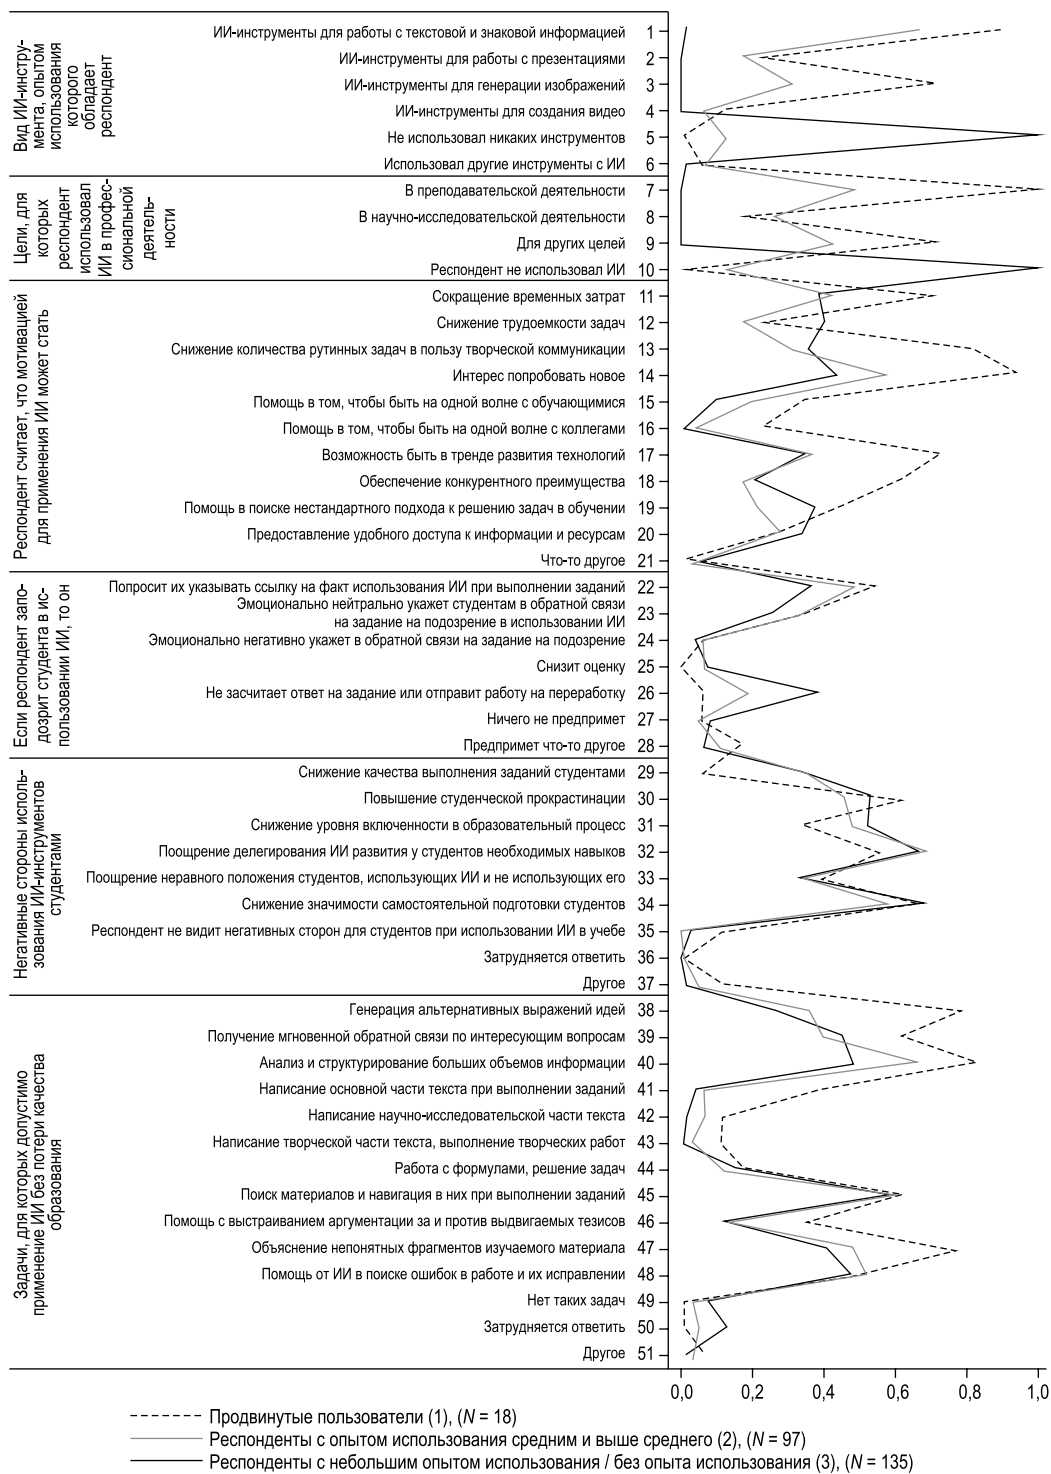 Вид ИИ-инстру-
мента, опытом
использования
которого
обладает
респондент
ИИ-инструменты для работы с текстовой и знаковой информацией 1
ИИ-инструменты для работы с презентациями 2
ИИ-инструменты для генерации изображений 3
ИИ-инструменты для создания видео 4
Не использовал никаких инструментов 5
Использовал другие инструменты с ИИ 6
Цели, для
которых
респондент
использовал
ИИ в профес-
сиональной
деятель-
ности
В преподавательской деятельности 7
В научно-исследовательской деятельности 8
Для других целей 9
Респондент не использовал ИИ 10
Респондент считает, что мотивацией
для применения ИИ может стать
Сокращение временных затрат 11
Снижение трудоемкости задач 12
Снижение количества рутинных задач в пользу творческой коммуникации 13
Интерес попробовать новое 14
Помощь в том, чтобы быть на одной волне с обучающимися 15
Помощь в том, чтобы быть на одной волне с коллегами 16
Возможность быть в тренде развития технологий 17
Обеспечение конкурентного преимущества 18
Помощь в поиске нестандартного подхода к решению задач в обучении 19
Предоставление удобного доступа к информации и ресурсам 20
Что-то другое 21
Если респондент запо-
дозрит студента в ис-
пользовании ИИ, то он
Попросит их указывать ссылку на факт использования ИИ при выполнении заданий 22
Эмоционально нейтрально укажет студентам в обратной связи
на задание на подозрение в использовании ИИ 23
Эмоционально негативно укажет в обратной связи на задание на подозрение 24
Снизит оценку 25
Не засчитает ответ на задание или отправит работу на переработку 26
Ничего не предпримет 27
Предпримет что-то другое 28
Негативные стороны исполь-
зования ИИ-инструментов
студентами
Снижение качества выполнения заданий студентами 29
Повышение студенческой прокрастинации 30
Снижение уровня включенности в образовательный процесс 31
Поощрение делегирования ИИ развития у студентов необходимых навыков 32
Поощрение неравного положения студентов, использующих ИИ и не использующих его 33
Снижение значимости самостоятельной подготовки студентов 34
Респондент не видит негативных сторон для студентов при использовании ИИ в учебе 35
Затрудняется ответить 36
Другое 37
Задачи, для которых допустимо
применение ИИ без потери качества
образования
Генерация альтернативных выражений идей 38
Получение мгновенной обратной связи по интересующим вопросам 39
Анализ и структурирование больших объемов информации 40
Написание основной части текста при выполнении заданий 41
Написание научно-исследовательской части текста 42
Написание творческой части текста, выполнение творческих работ 43
Работа с формулами, решение задач 44
Поиск материалов и навигация в них при выполнении заданий 45
Помощь с выстраиванием аргументации за и против выдвигаемых тезисов 46
Объяснение непонятных фрагментов изучаемого материала 47
Помощь от ИИ в поиске ошибок в работе и их исправлении 48
Нет таких задач 49
Затрудняется ответить 50
Другое 51
0,0 0,2 0,4 0,6 0,8 1,0
Продвинутые пользователи (1), (N = 18)
Респонденты с опытом использования средним и выше среднего (2), (N = 97)
Респонденты с небольшим опытом использования / без опыта использования (3), (N = 135)